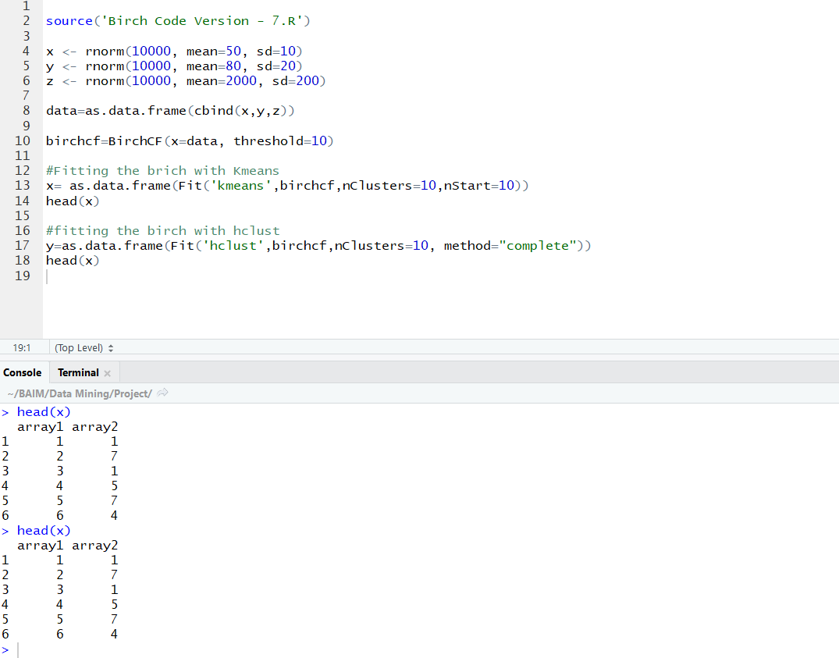 1
2 source('Birch Code Version - 7.R')
3
4 x <- rnorm(10000, mean=50, sd=10)
5 y <- rnorm(10000, mean=80, sd=20)
6 z <- rnorm(10000, mean=2000, sd=200)
7
8 data=as.data.frame(cbind(x,y,z))
9
10 birchcf=BirchCF(x=data, threshold=10)
11
12 #Fitting the brich with Kmeans
13 x= as.data.frame(Fit('kmeans',birchcf,nClusters=10,nStart=10))
14 head(x)
15
16 #fitting the birch with hclust
17 y=as.data.frame(Fit('hclust',birchcf,nClusters=10, method="complete"))
18 head(x)
19
19:1 (Top Level)
Console Terminal ×
~/BAIM/Data Mining/Project/
> head(x)
array1 array2
1 1 1
2 2 7
3 3 1
4 4 5
5 5 7
6 6 4
> head(x)
array1 array2
1 1 1
2 2 7
3 3 1
4 4 5
5 5 7
6 6 4
>